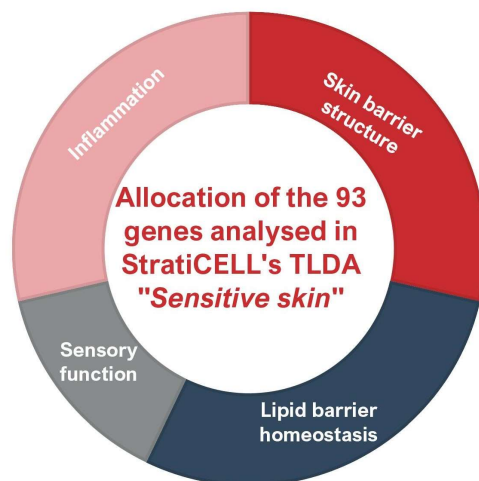 Inflammation
Skin barrier
structure
Allocation of the 93
genes analysed in
StratiCELL's TLDA
"Sensitive skin"
Sensory
function
Lipid barrier
homeostasis